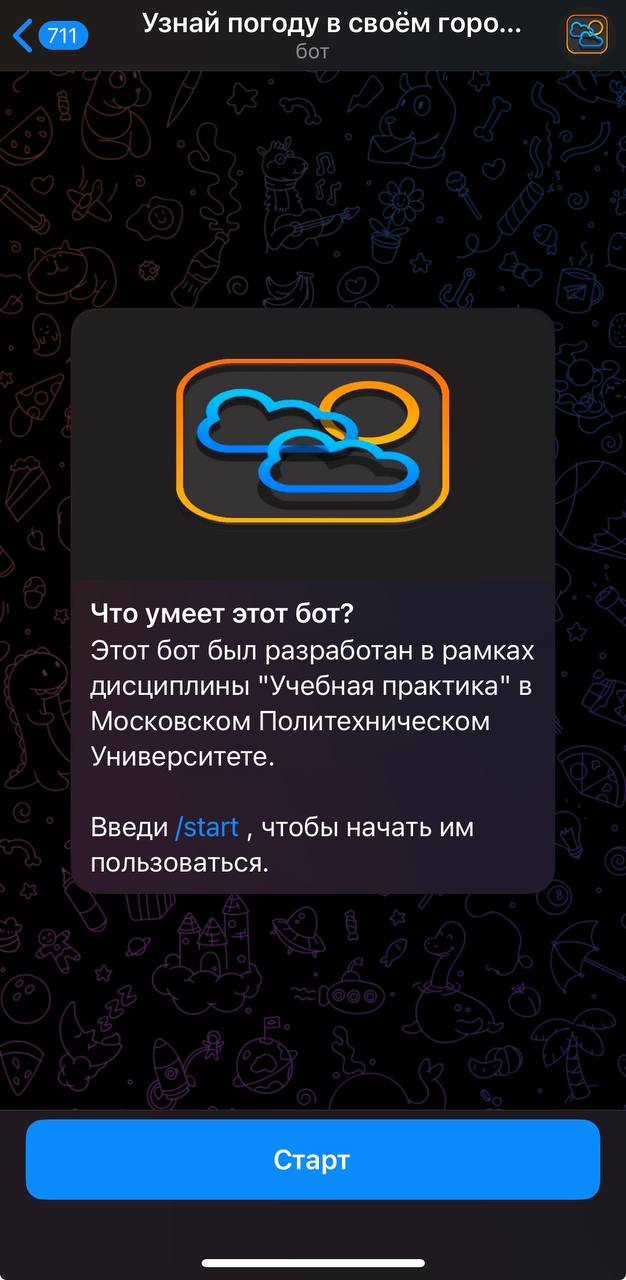 711
Узнай погоду в своём горо...
бот
Что умеет этот бот?
Этот бот был разработан в рамках
дисциплины "Учебная практика" в
Московском Политехническом
Университете.
Введи /start , чтобы начать им
пользоваться.
Старт